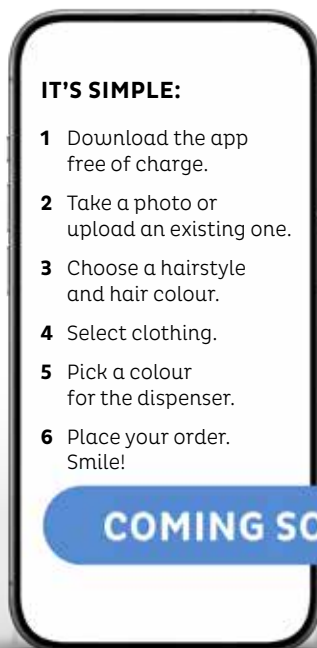 IT'S SIMPLE:
1 Download the app
free of charge.
2 Take a photo or
upload an existing one.
3 Choose a hairstyle
and hair colour.
4 Select clothing.
5 Pick a colour
for the dispenser.
6 Place your order.
Smile!
COMING